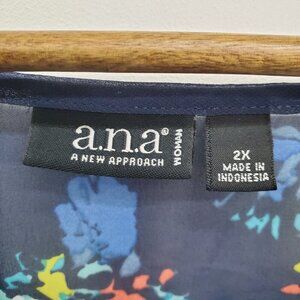 a.n.a®
A NEW APPROACH
WOMAN
2X
MADE IN
INDONESIA